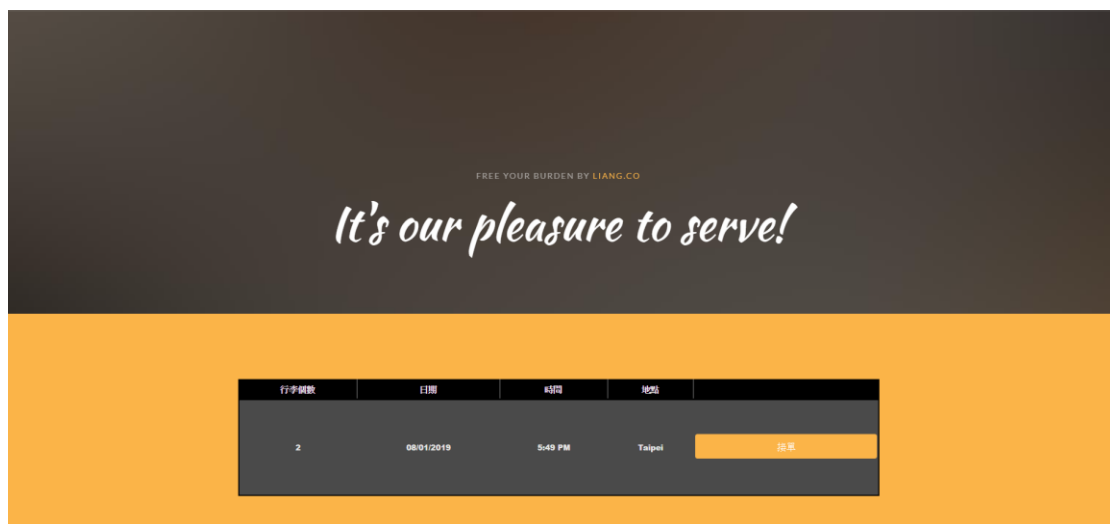 FREE YOUR BURDEN BY LIANG.CO
It's our pleasure to serve!
行李個數 日期 時間 地點
2 08/01/2019 5:49 PM Taipei 接單